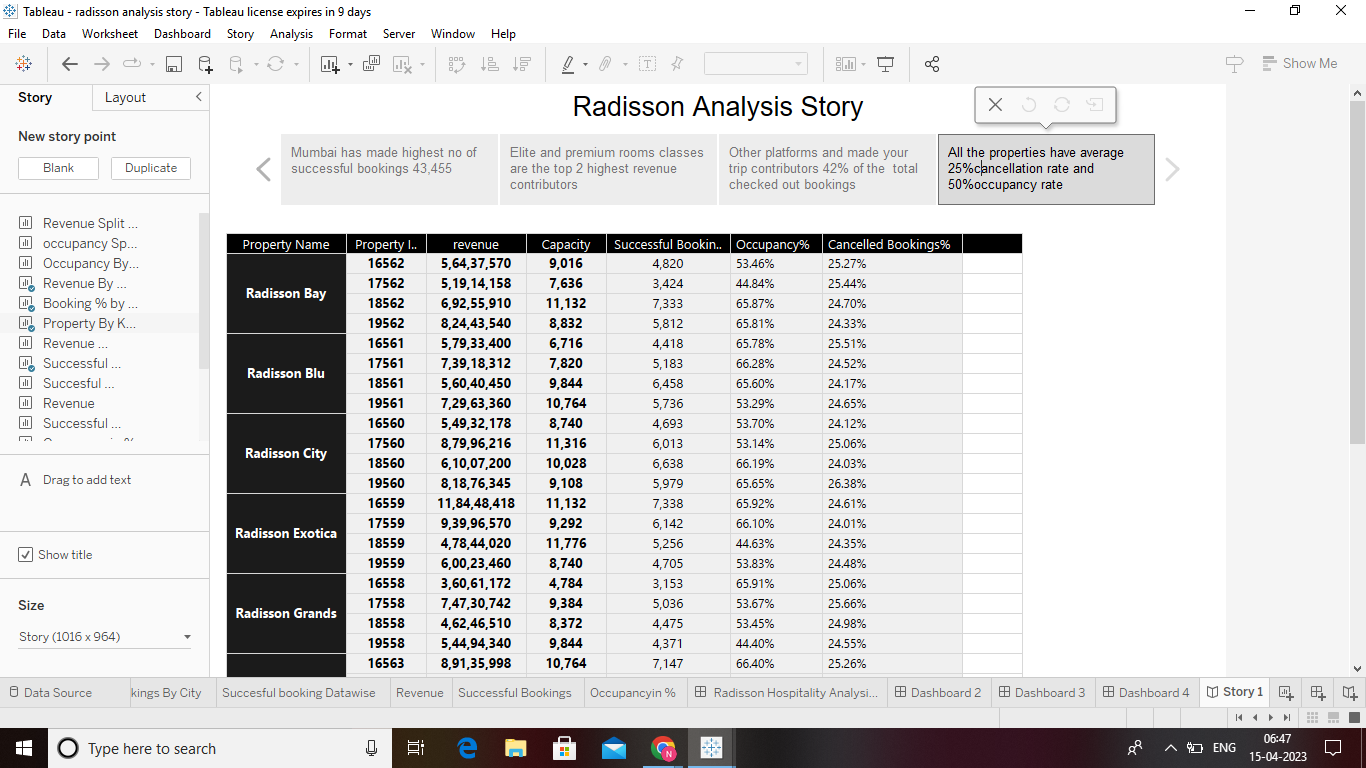 Tableau - radisson analysis story - Tableau license expires in 9 days
File Data Worksheet Dashboard Story Analysis Format Server Window Help
Show Me
Story Layout
New story point
Blank Duplicate
Revenue Split ...
occupancy Sp...
Occupancy By...
Revenue By ...
Booking % by ...
Property By K...
Revenue ...
Successful ...
Succesful ...
Revenue
Successful ...
A Drag to add text
Show title
Size
Story (1016 x 964)
Radisson Analysis Story
Mumbai has made highest no of
successful bookings 43,455
Elite and premium rooms classes
are the top 2 highest revenue
contributors
Other platforms and made your
trip contributors 42% of the total
checked out bookings
All the properties have average
25%cancellation rate and
50%occupancy rate
Property Name Property I.. revenue Capacity Successful Bookin.. Occupancy% Cancelled Bookings%
Radisson Bay
16562 5,64,37,570 9,016 4,820 53.46% 25.27%
17562 5,19,14,158 7,636 3,424 44.84% 25.44%
18562 6,92,55,910 11,132 7,333 65.87% 24.70%
19562 8,24,43,540 8,832 5,812 65.81% 24.33%
Radisson Blu
16561 5,79,33,400 6,716 4,418 65.78% 25.51%
17561 7,39,18,312 7,820 5,183 66.28% 24.52%
18561 5,60,40,450 9,844 6,458 65.60% 24.17%
19561 7,29,63,360 10,764 5,736 53.29% 24.65%
Radisson City
16560 5,49,32,178 8,740 4,693 53.70% 24.12%
17560 8,79,96,216 11,316 6,013 53.14% 25.06%
18560 6,10,07,200 10,028 6,638 66.19% 24.03%
19560 8,18,76,345 9,108 5,979 65.65% 26.38%
Radisson Exotica
16559 11,84,48,418 11,132 7,338 65.92% 24.61%
17559 9,39,96,570 9,292 6,142 66.10% 24.01%
18559 4,78,44,020 11,776 5,256 44.63% 24.35%
19559 6,00,23,460 8,740 4,705 53.83% 24.48%
Radisson Grands
16558 3,60,61,172 4,784 3,153 65.91% 25.06%
17558 7,47,30,742 9,384 5,036 53.67% 25.66%
18558 4,62,46,510 8,372 4,475 53.45% 24.98%
19558 5,44,94,340 9,844 4,371 44.40% 24.55%
16563 8,91,35,998 10,764 7,147 66.40% 25.26%
Data Source kings By City Succesful booking Datawise Revenue Successful Bookings Occupancyin % Radisson Hospitality Analysi... Dashboard 2 Dashboard 3 Dashboard 4 Story 1
Type here to search
N
ENG
06:47
15-04-2023